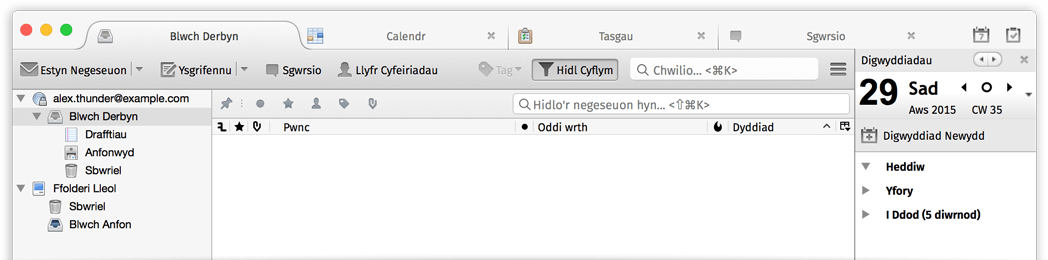 Blwch Derbyn Calendr Tasgau Sgwrsio 7
Estyn Negeseuon Ysgrifennu Sgwrsio Llyfr Cyfeiriadau Tag Hidl Cyflym Chwilio... <⌘K>
Digwyddiadau
alex.thunder@example.com
Blwch Derbyn
Drafftiau
Anfonwyd
Sbwriel
Ffolderi Lleol
Sbwriel
Blwch Anfon
Hidlo'r negeseuon hyn... <⇧⌘K>
Pwnc Oddi wrth Dyddiad
29 Sad
Aws 2015 CW 35
Digwyddiad Newydd
Heddiw
Yfory
I Ddod (5 diwrnod)